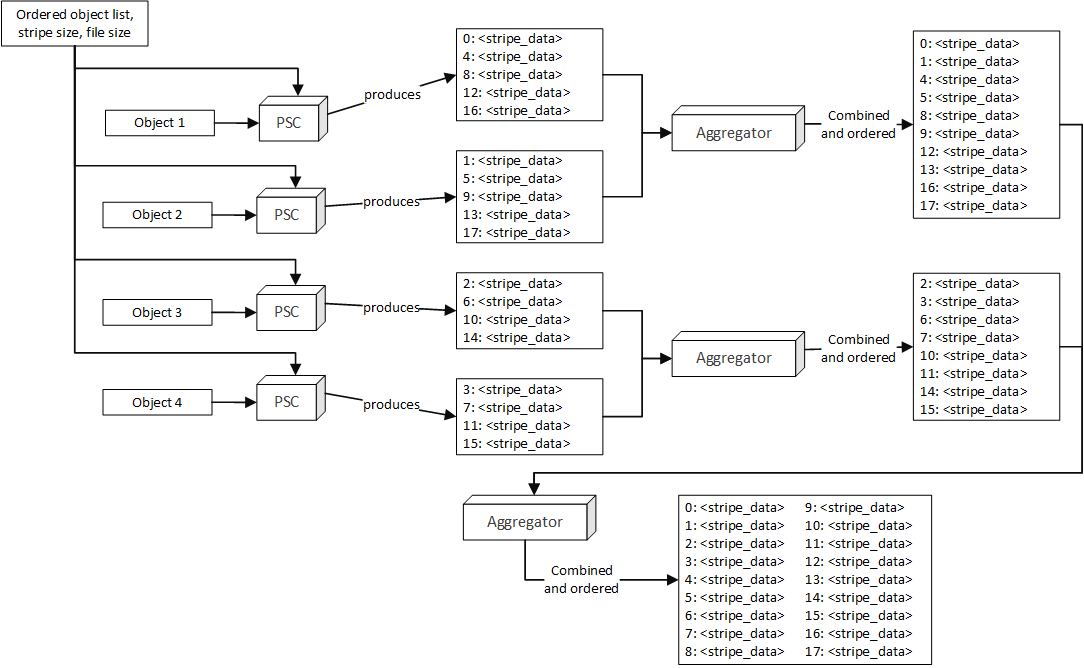 Ordered object list,
stripe size, file size
Object 1
PSC
produces
0: <stripe_data>
4: <stripe_data>
8: <stripe_data>
12: <stripe_data>
16: <stripe_data>
Object 2
PSC
produces
1: <stripe_data>
5: <stripe_data>
9: <stripe_data>
13: <stripe_data>
17: <stripe_data>
Aggregator
Combined
and ordered
0: <stripe_data>
1: <stripe_data>
4: <stripe_data>
5: <stripe_data>
8: <stripe_data>
9: <stripe_data>
12: <stripe_data>
13: <stripe_data>
16: <stripe_data>
17: <stripe_data>
Object 3
PSC
produces
2: <stripe_data>
6: <stripe_data>
10: <stripe_data>
14: <stripe_data>
Object 4
PSC
produces
3: <stripe_data>
7: <stripe_data>
11: <stripe_data>
15: <stripe_data>
Aggregator
Combined
and ordered
2: <stripe_data>
3: <stripe_data>
6: <stripe_data>
7: <stripe_data>
10: <stripe_data>
11: <stripe_data>
14: <stripe_data>
15: <stripe_data>
Aggregator
Combined
and ordered
0: <stripe_data> 9: <stripe_data>
1: <stripe_data> 10: <stripe_data>
2: <stripe_data> 11: <stripe_data>
3: <stripe_data> 12: <stripe_data>
4: <stripe_data> 13: <stripe_data>
5: <stripe_data> 14: <stripe_data>
6: <stripe_data> 15: <stripe_data>
7: <stripe_data> 16: <stripe_data>
8: <stripe_data> 17: <stripe_data>